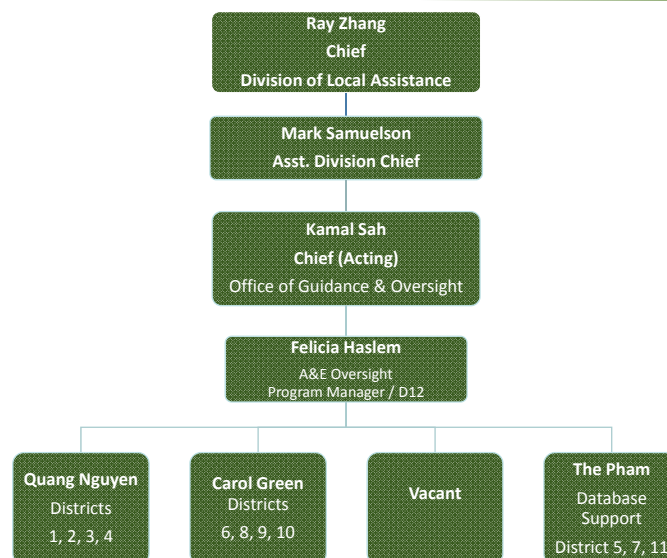 Ray Zhang
Chief
Division of Local Assistance
Mark Samuelson
Asst. Division Chief
Kamal Sah
Chief (Acting)
Office of Guidance & Oversight
Felicia Haslem
A&E Oversight
Program Manager / D12
Quang Nguyen
Districts
1, 2, 3, 4
Carol Green
Districts
6, 8, 9, 10
Vacant
The Pham
Database
Support
District 5, 7, 11